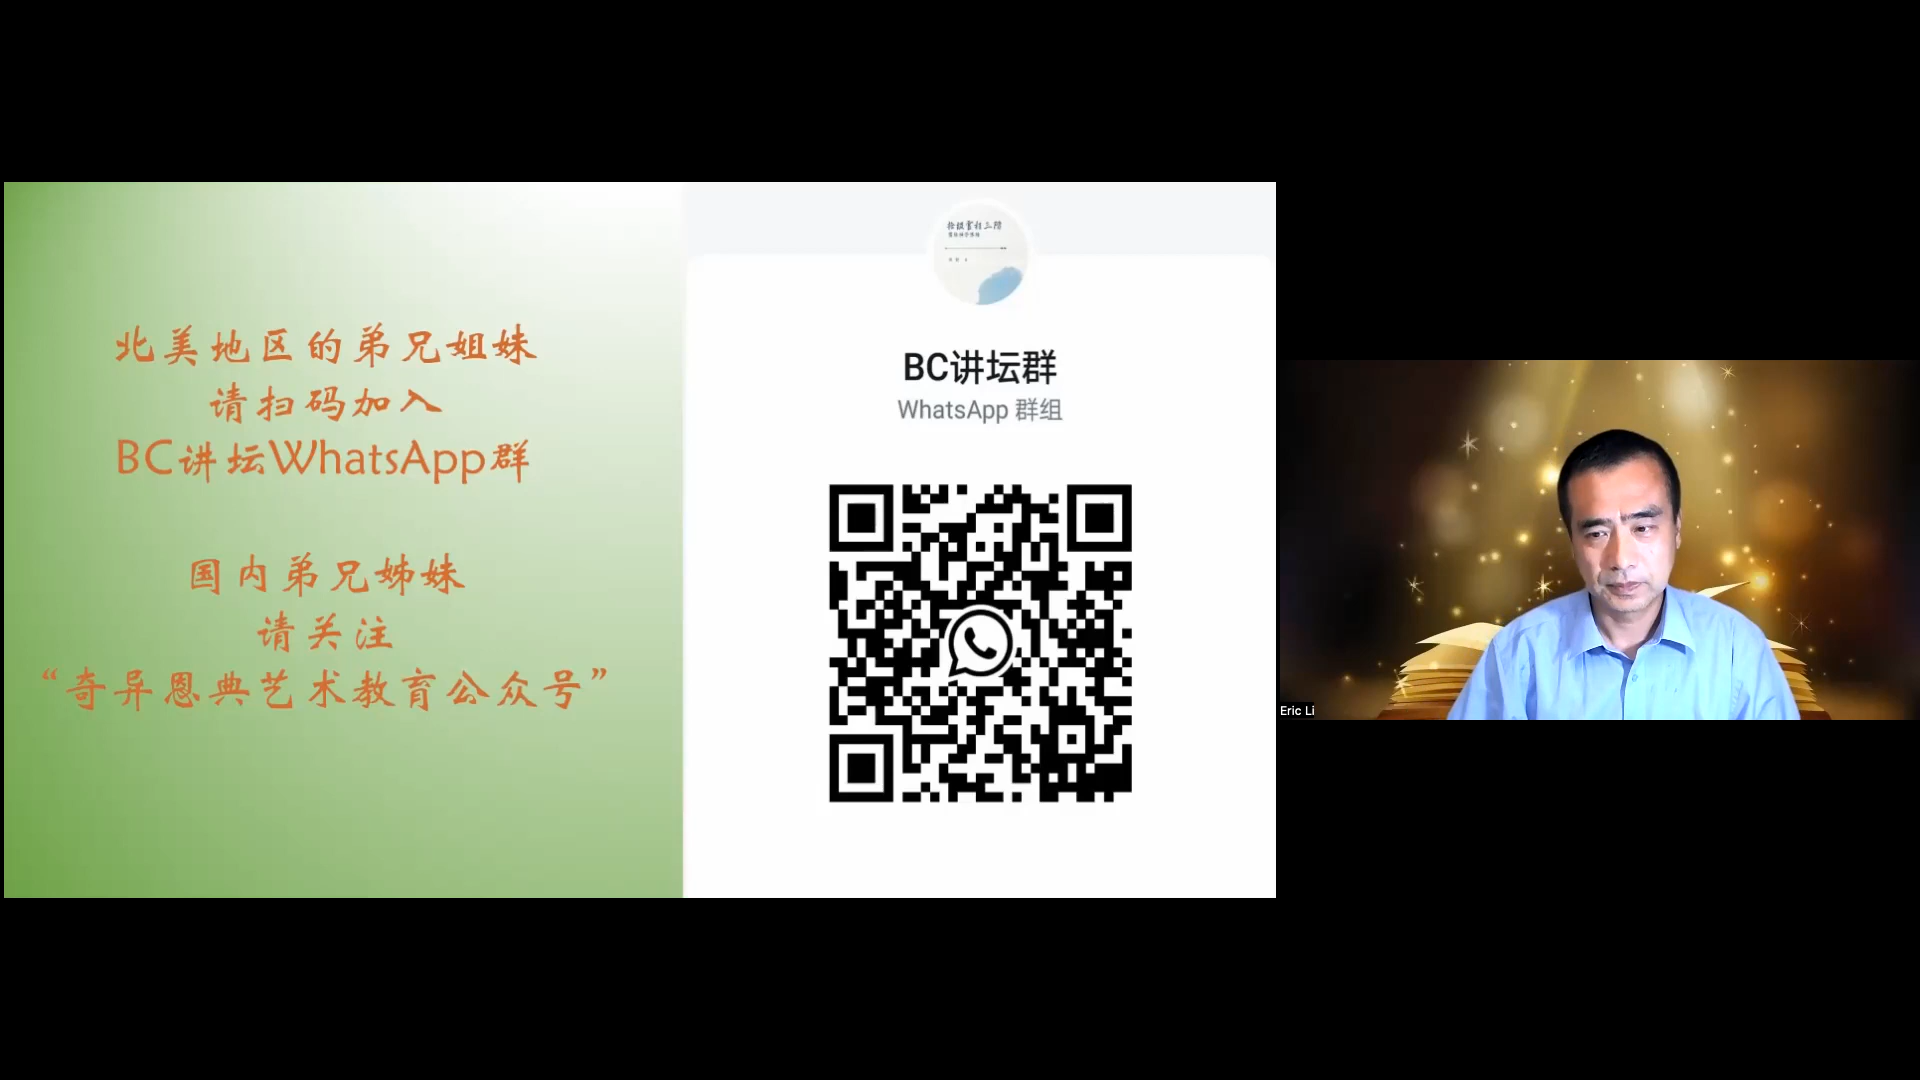 北美地区的弟兄姐妹
请扫码加入
BC讲坛WhatsApp群
国内弟兄姊妹
请关注
“奇异恩典艺术教育公众号”
BC讲坛群
WhatsApp 群组
Eric Li